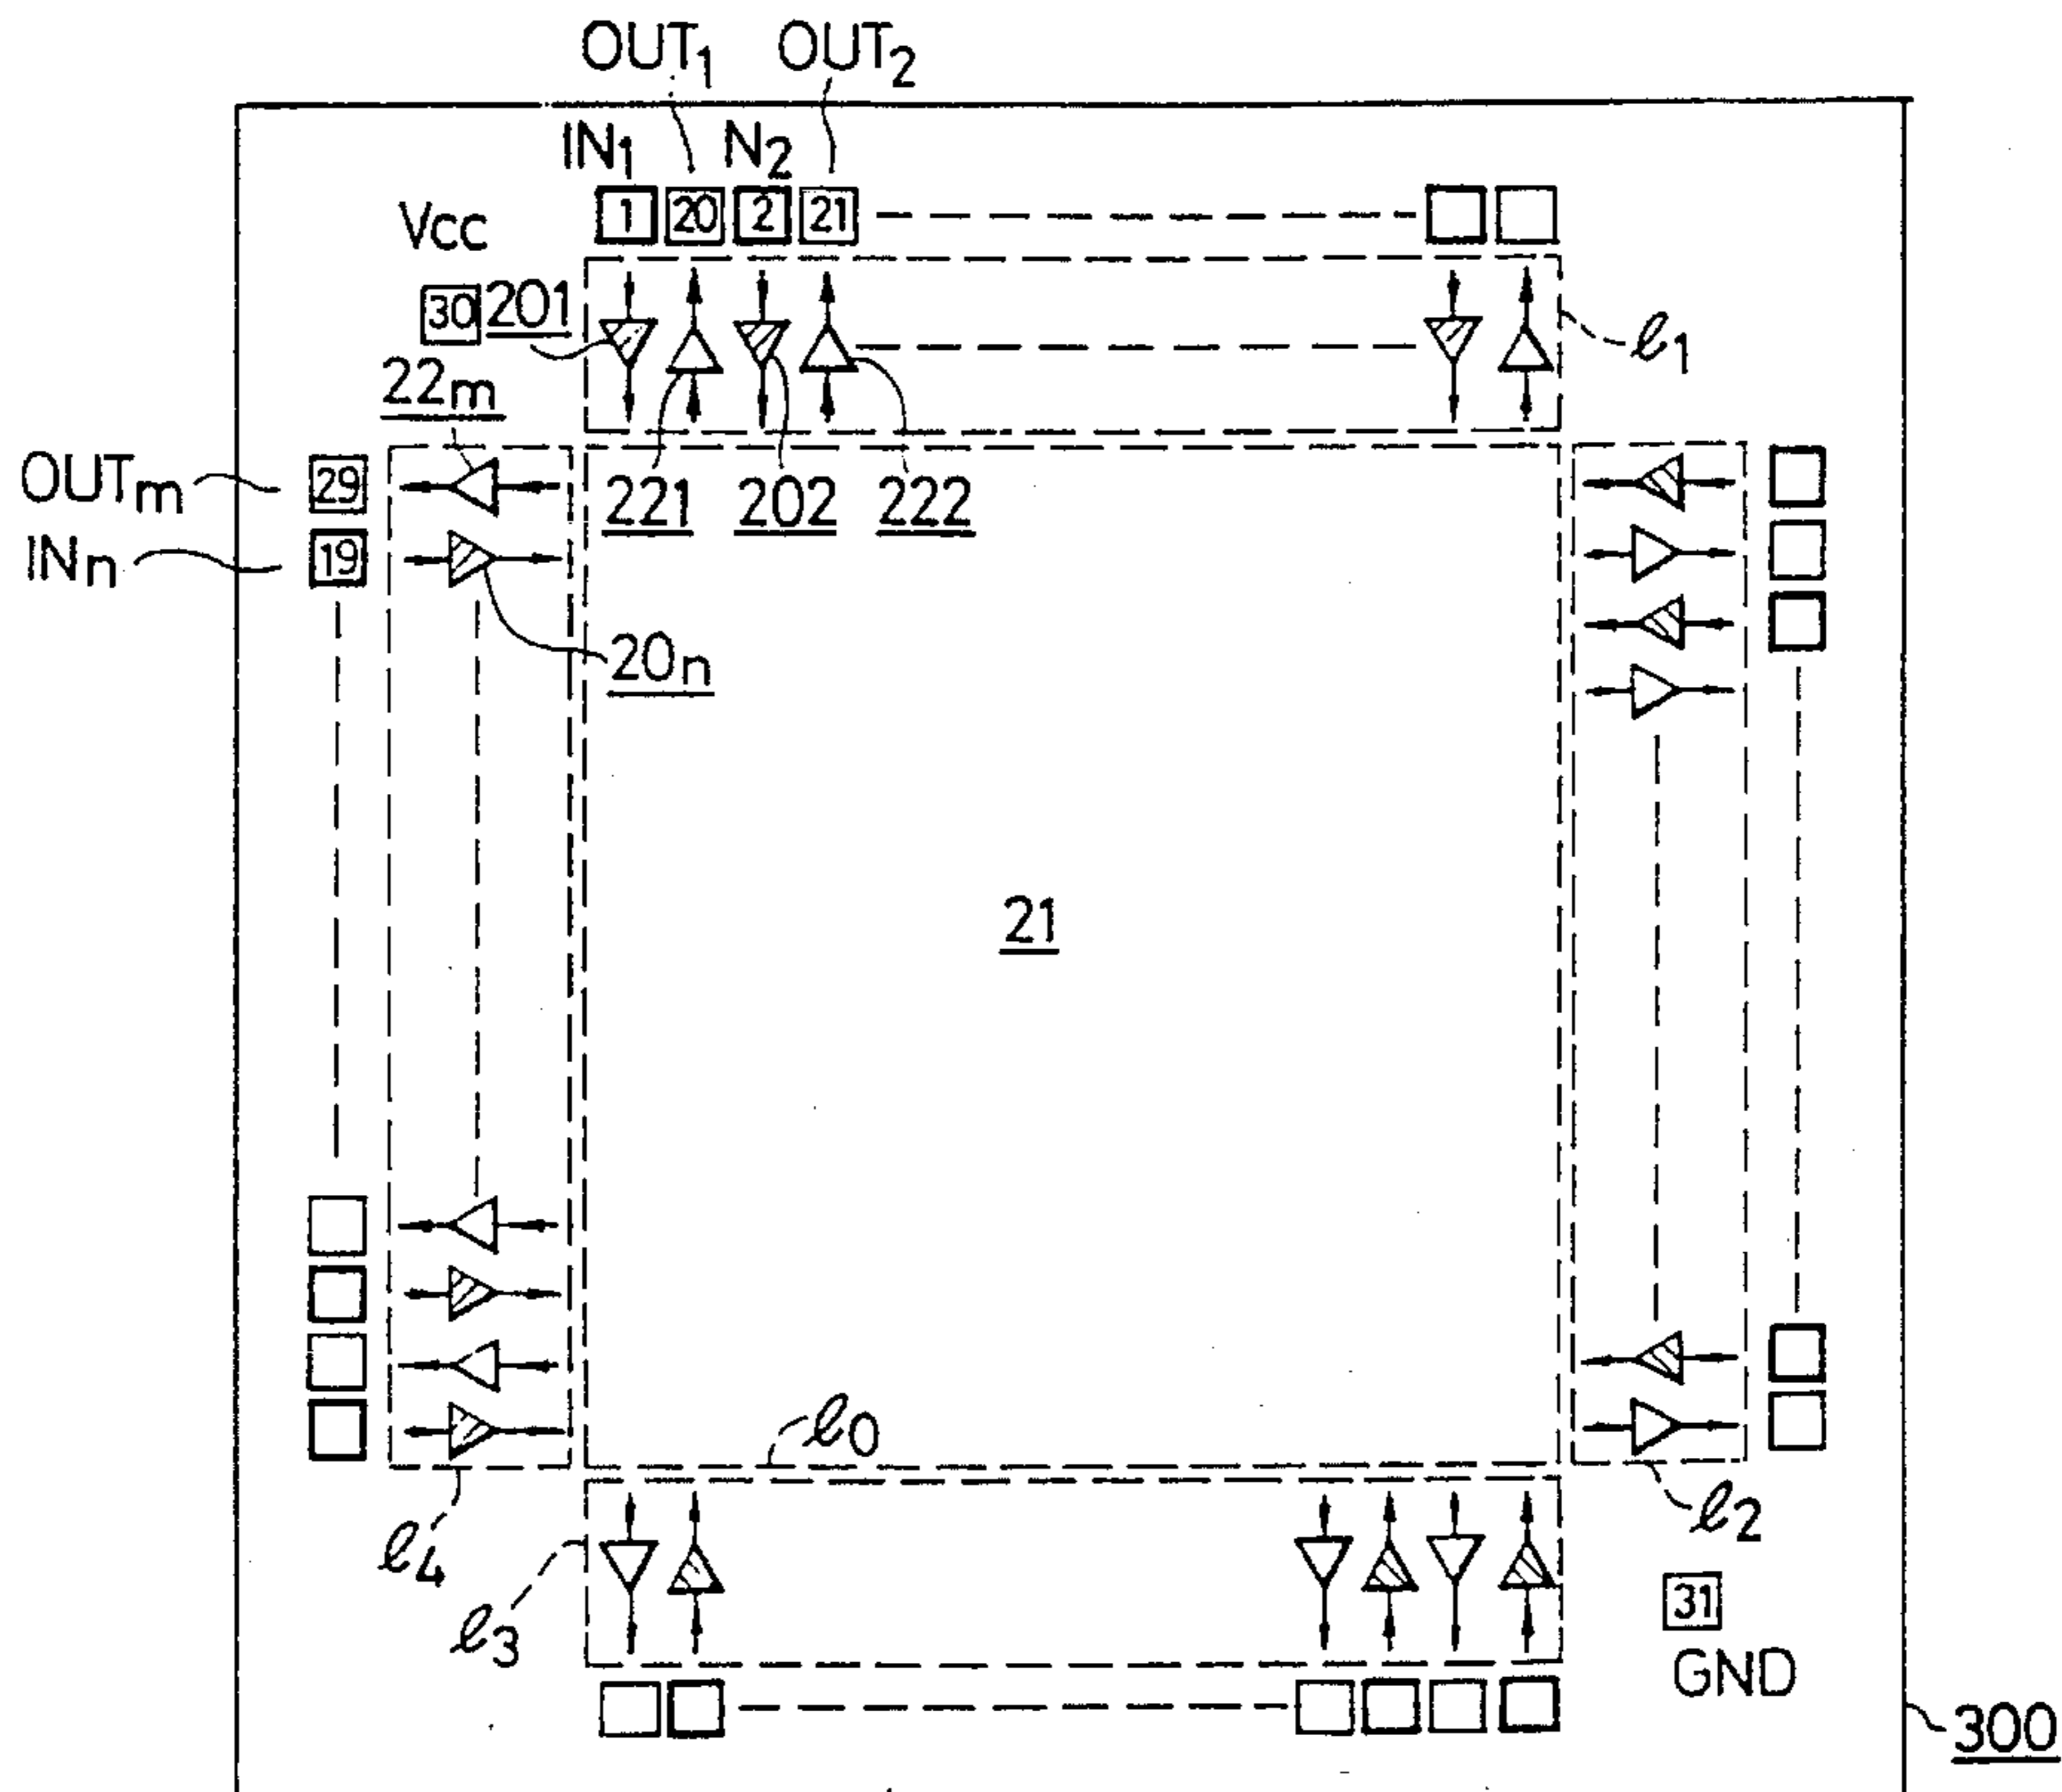 OUT1 OUT2
IN1 N2
1 20 2 21
Vcc
30 201
ℓ1
22m
OUTm 29
221 202 222
INn 19
20n
21
ℓ0
ℓ2
ℓ4
31
ℓ3
GND
300